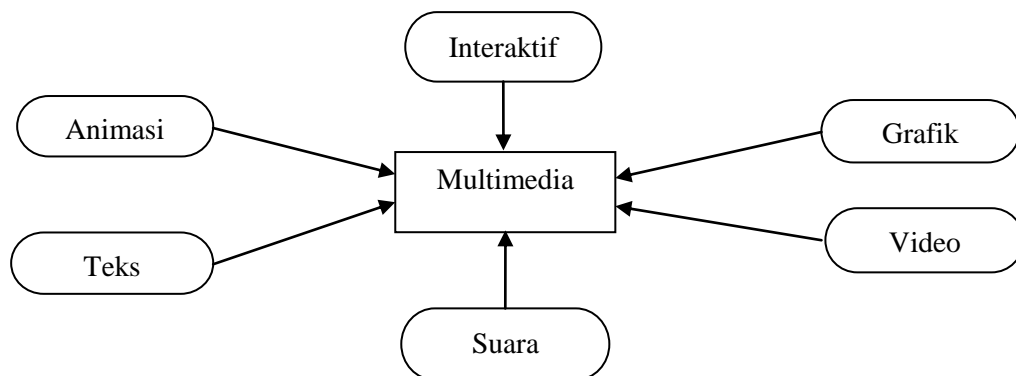 Interaktif
Animasi
Grafik
Multimedia
Teks
Video
Suara